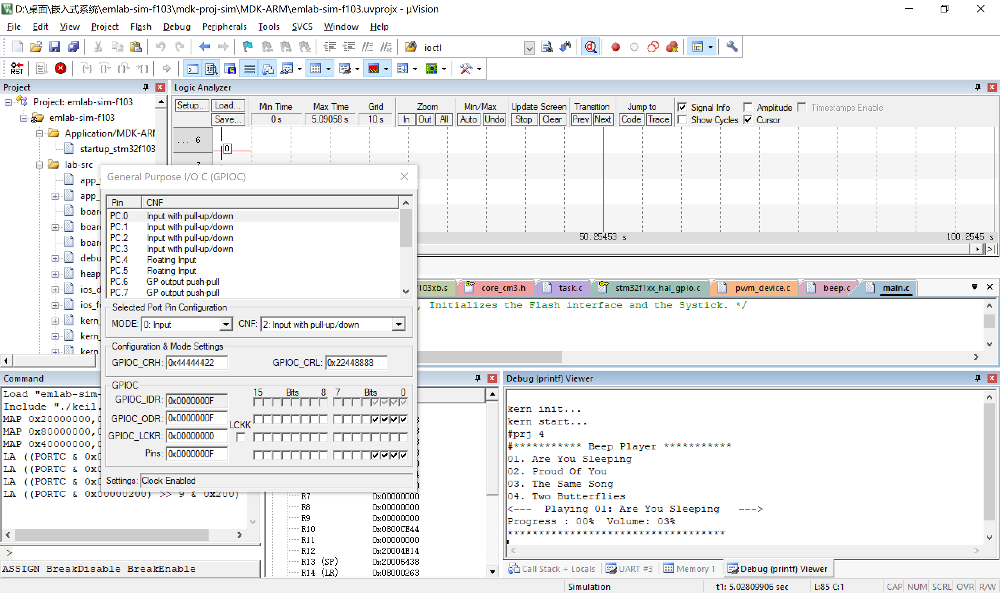 D:\桌面\嵌入式系统\emlab-sim-f103\mdk-proj-sim\MDK-ARM\emlab-sim-f103.uvprojx - µVision
File Edit View Project Flash Debug Peripherals Tools SVCS Window Help
ioctl
RST
Project
Project: emlab-sim-f103
emlab-sim-f103
Application/MDK-ARM
startup_stm32f103
lab-src
app_
app_
board
board
board
debu
heap
ios_d
ios_f
kern_
kern_
kern
Logic Analyzer
Setup... Load... Min Time Max Time Grid Zoom Min/Max Update Screen Transition Jump to Signal Info Amplitude Timestamps Enable
Save... 0 s 5.09058 s 10 s In Out All Auto Undo Stop Clear Prev Next Code Trace Show Cycles Cursor
... 6
0
7
50.25453 s 100.2545 s
General Purpose I/O C (GPIOC)
Pin CNF
PC.0 Input with pull-up/down
PC.1 Input with pull-up/down
PC.2 Input with pull-up/down
PC.3 Input with pull-up/down
PC.4 Floating Input
PC.5 Floating Input
PC.6 GP output push-pull
PC.7 GP output push-pull
Selected Port Pin Configuration
MODE: 0: Input CNF: 2: Input with pull-up/down
Configuration & Mode Settings
GPIOC_CRH: 0x44444422 GPIOC_CRL: 0x22448888
GPIOC
15 Bits 8 7 Bits 0
GPIOC_IDR: 0x0000000F
GPIOC_ODR: 0x0000000F
LCKK
GPIOC_LCKR: 0x00000000
Pins: 0x0000000F
Settings: Clock Enabled
103xb.s core_cm3.h task.c stm32f1xx_hal_gpio.c pwm_device.c beep.c main.c
, Initializes the Flash interface and the Systick. */
Command
Load "emlab-sim-
Include "./keil.
MAP 0x20000000,
MAP 0x80000000,
MAP 0x40000000,
LA ((PORTC & 0x0
LA ((PORTC & 0x0
LA ((PORTC & 0x0
LA ((PORTC & 0x00000200) >> 9 & 0x200)
>
ASSIGN BreakDisable BreakEnable
R7 0x00000000
R8 0x00000000
R9 0x00000000
R10 0x0800CE44
R11 0x00000000
R12 0x20004E14
R13 (SP) 0x20005438
R14 (LR) 0x08000263
Debug (printf) Viewer
kern init...
kern start...
#prj 4
#*********** Beep Player ***********
01. Are You Sleeping
02. Proud Of You
03. The Same Song
04. Two Butterflies
<--- Playing 01: Are You Sleeping --->
Progress : 00% Volume: 03%
***********************************
Call Stack + Locals UART #3 Memory 1 Debug (printf) Viewer
Simulation t1: 5.02809906 sec L:85 C:1 CAP NUM SCRL OVR R/W